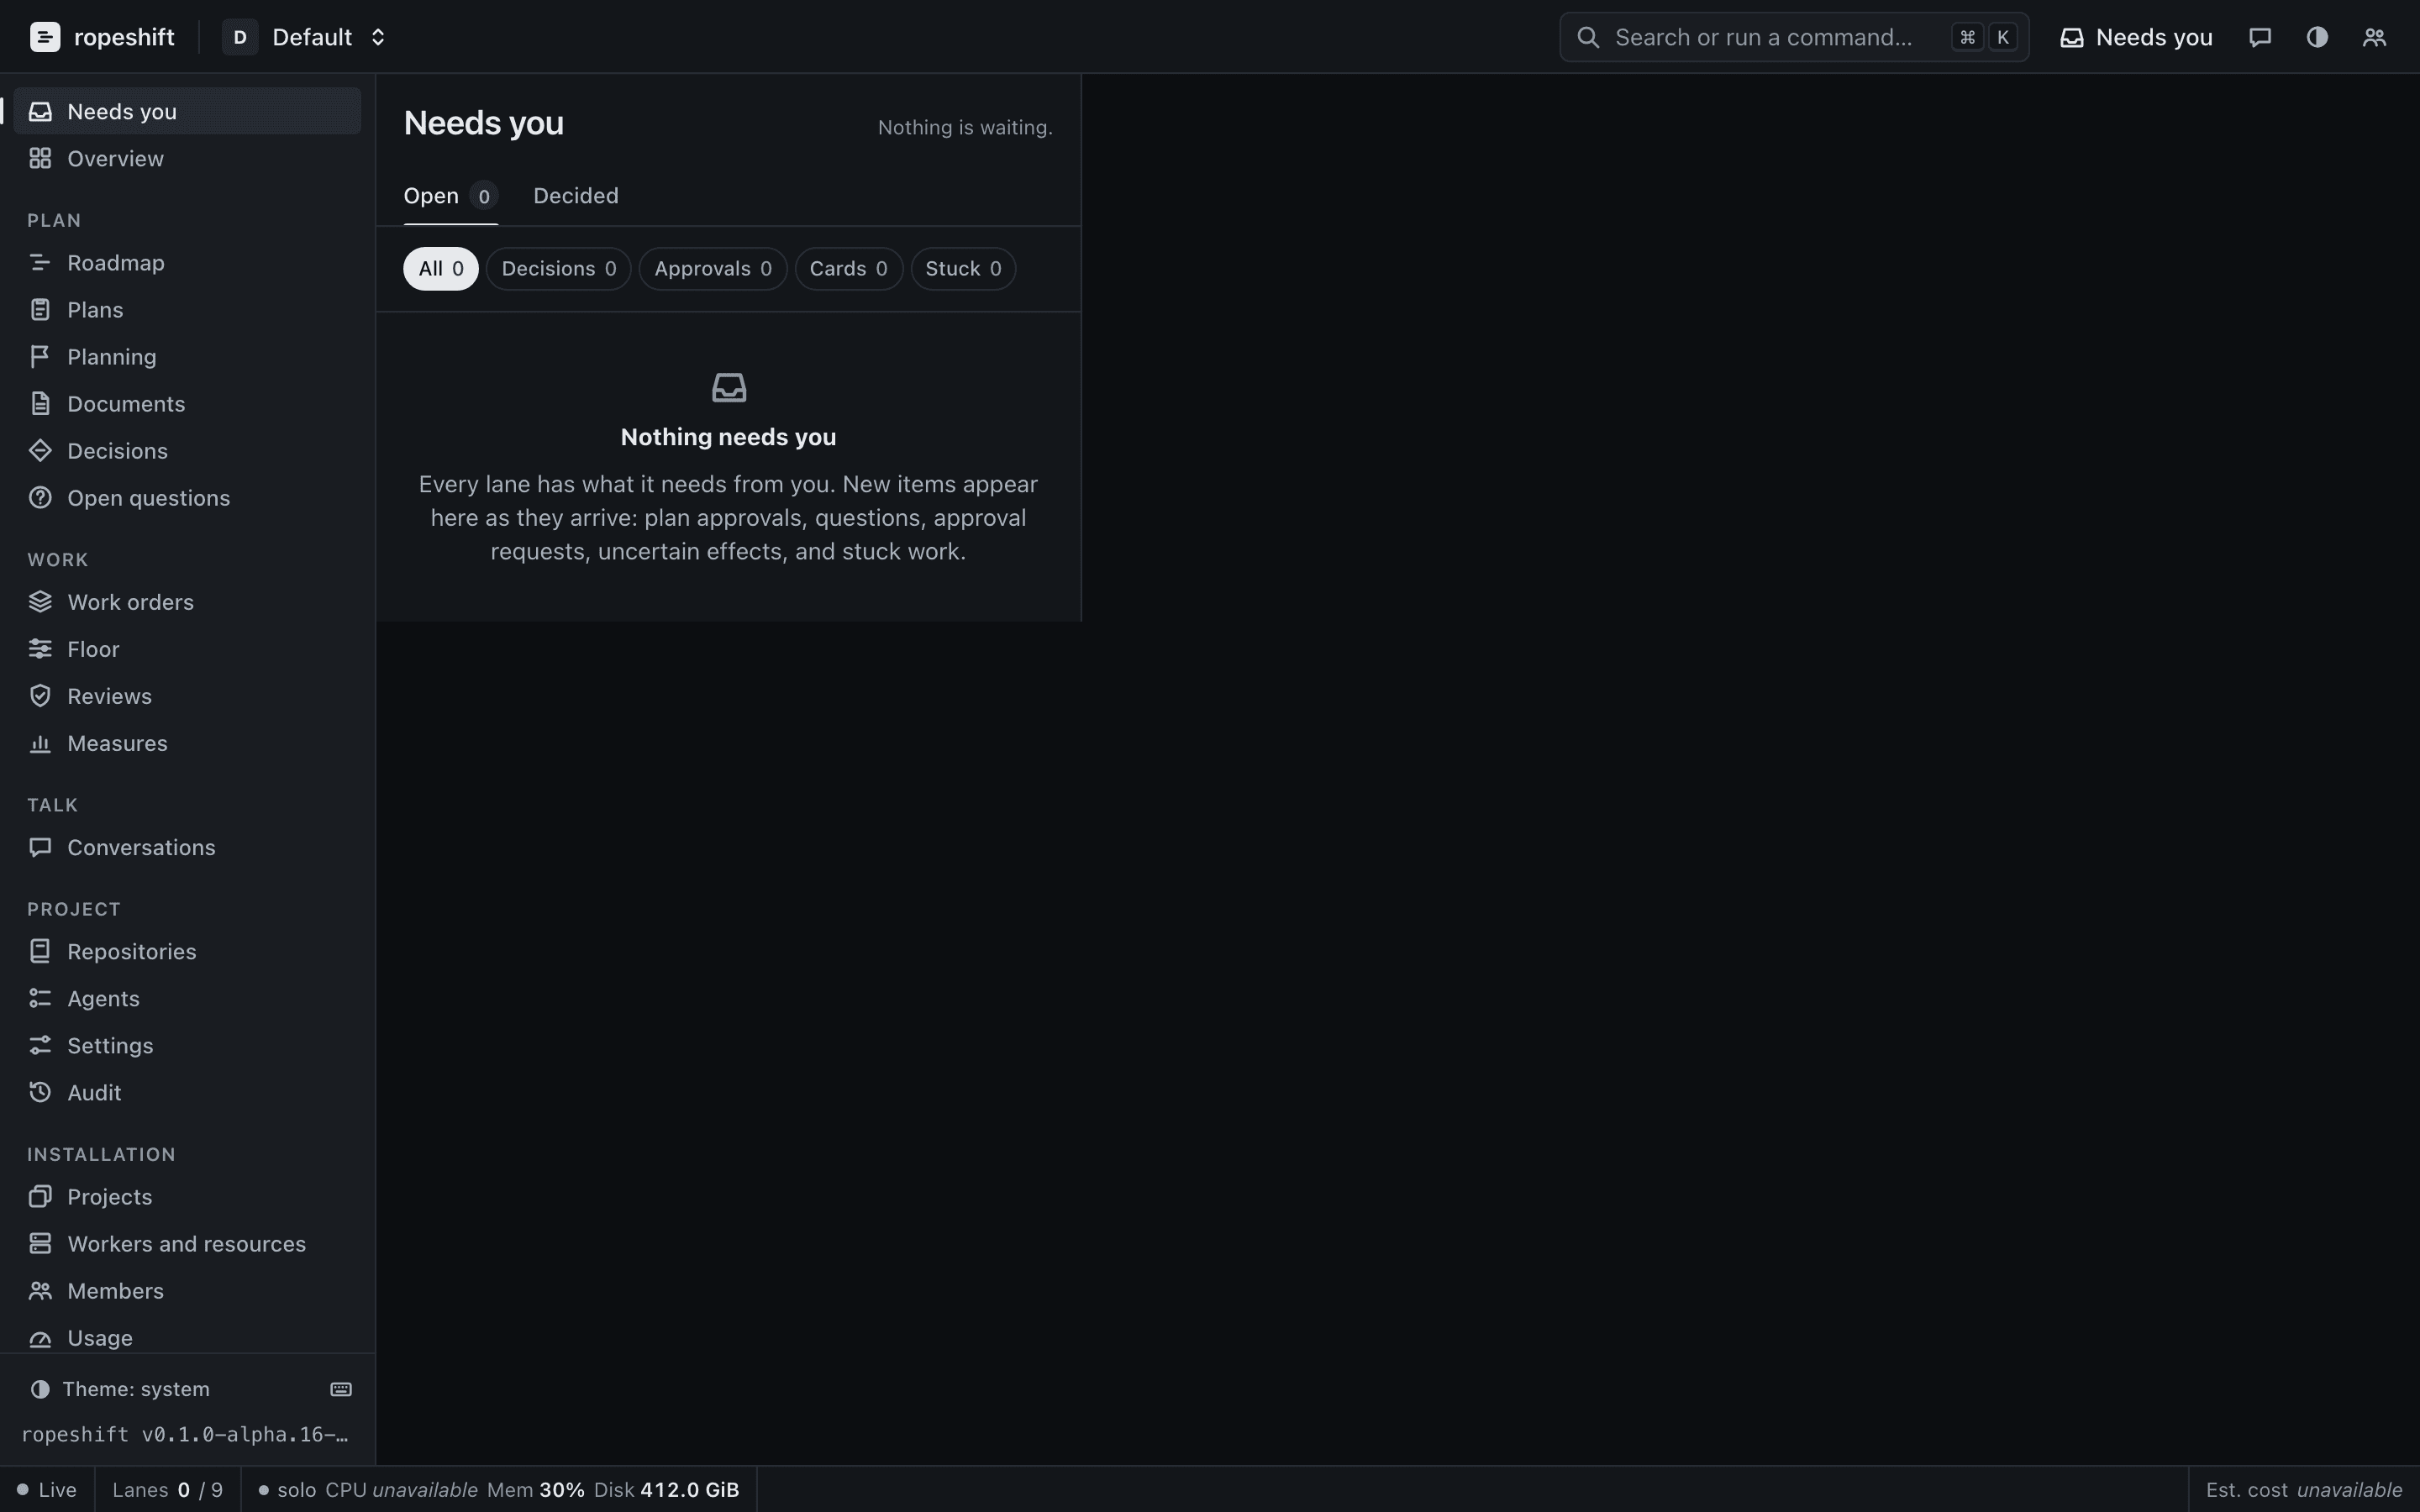 ropeshift
D Default
Search or run a command... ⌘ K
Needs you
Needs you
Overview
PLAN
Roadmap
Plans
Planning
Documents
Decisions
Open questions
WORK
Work orders
Floor
Reviews
Measures
TALK
Conversations
PROJECT
Repositories
Agents
Settings
Audit
INSTALLATION
Projects
Workers and resources
Members
Usage
Theme: system
ropeshift v0.1.0-alpha.16-…
Needs you
Nothing is waiting.
Open 0 Decided
All 0 Decisions 0 Approvals 0 Cards 0 Stuck 0
Nothing needs you
Every lane has what it needs from you. New items appear
here as they arrive: plan approvals, questions, approval
requests, uncertain effects, and stuck work.
Live Lanes 0 / 9 solo CPU unavailable Mem 30% Disk 412.0 GiB
Est. cost unavailable